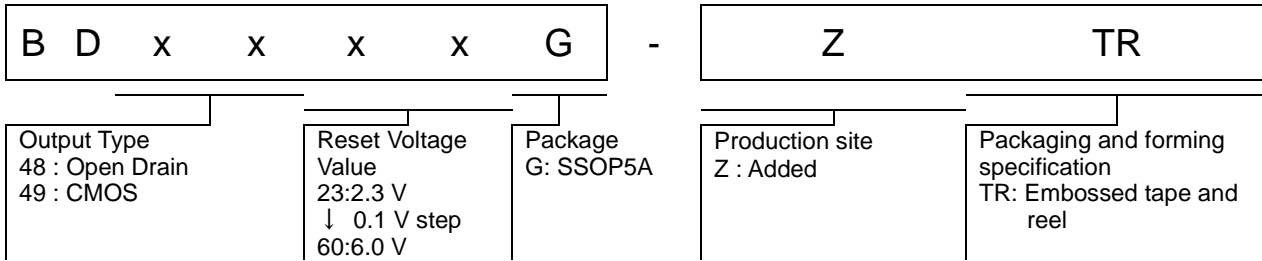 B D x x x x G - Z TR
Output Type
48 : Open Drain
49 : CMOS
Reset Voltage
Value
23:2.3 V
↓ 0.1 V step
60:6.0 V
Package
G: SSOP5A
Production site
Z : Added
Packaging and forming
specification
TR: Embossed tape and
reel